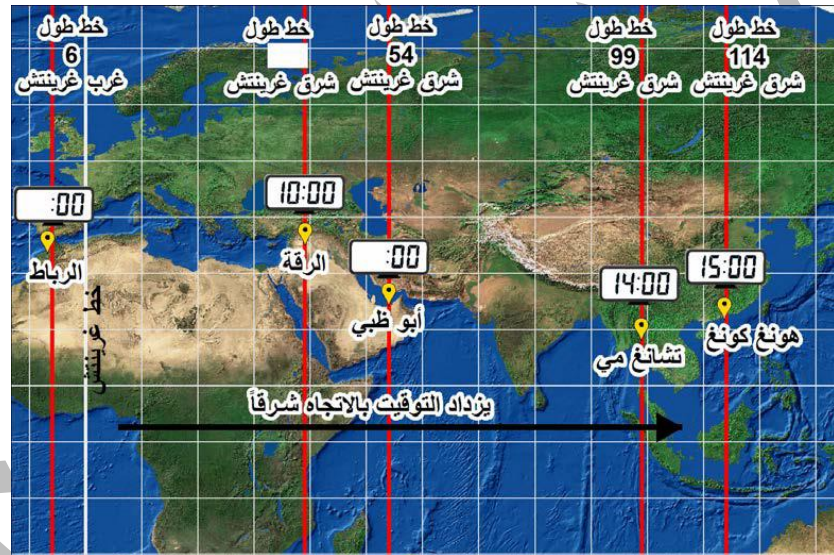 خط طول
6
غرب غرينتش
خط طول
شرق غرينتش
خط طول
54
شرق غرينتش
خط طول
99
شرق غرينتش
خط طول
114
شرق غرينتش
:00
الرباط
10:00
الرقة
:00
أبو ظبي
14:00
تشانغ مي
15:00
هونغ كونغ
خط غرينتش
يزداد التوقيت بالاتجاه شرقاً